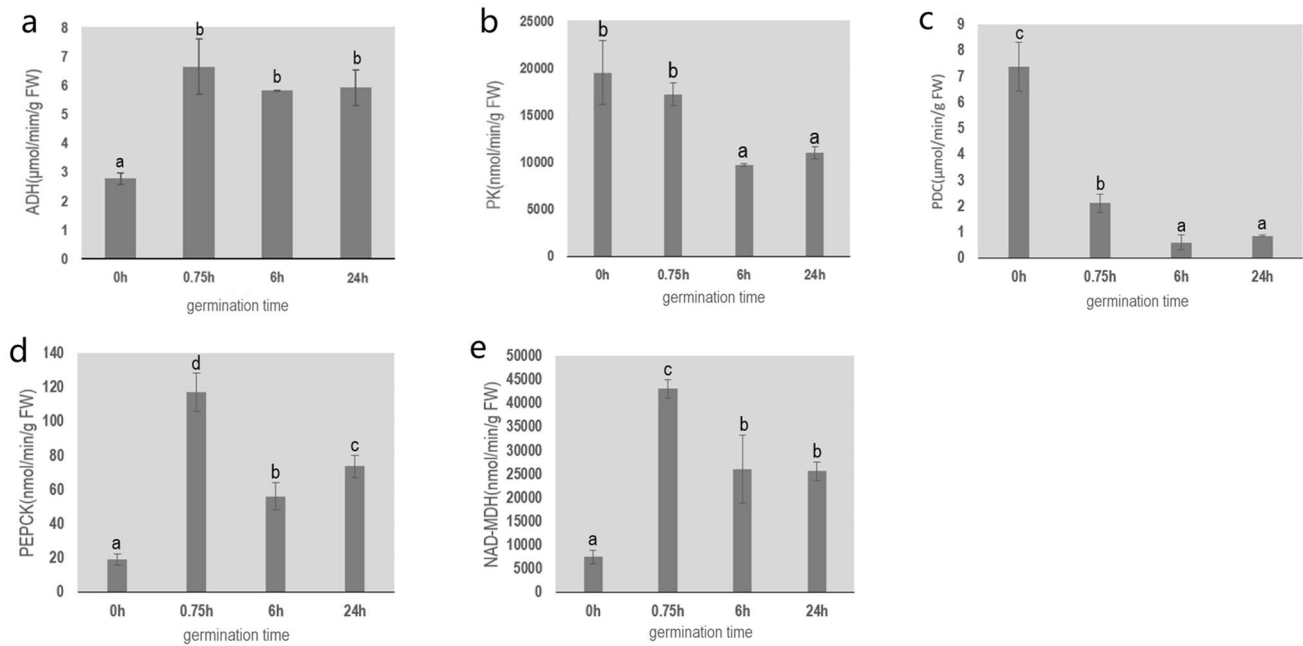 a
ADH(μmol/mim/g FW)
8
7
6
5
4
3
2
1
0
a
b
b
b
0h 0.75h 6h 24h
germination time
b
PK(nmol/min/g FW)
25000
20000
15000
10000
5000
0
b
b
a
a
0h 0.75h 6h 24h
germination time
c
PDC(μmol/min/g FW)
9
8
7
6
5
4
3
2
1
0
c
b
a
a
0h 0.75h 6h 24h
germination time
d
PEPCK(nmol/min/g FW)
140
120
100
80
60
40
20
0
a
d
b
c
0h 0.75h 6h 24h
germination time
e
NAD-MDH(nmol/min/g FW)
50000
45000
40000
35000
30000
25000
20000
15000
10000
5000
0
a
c
b
b
0h 0.75h 6h 24h
germination time